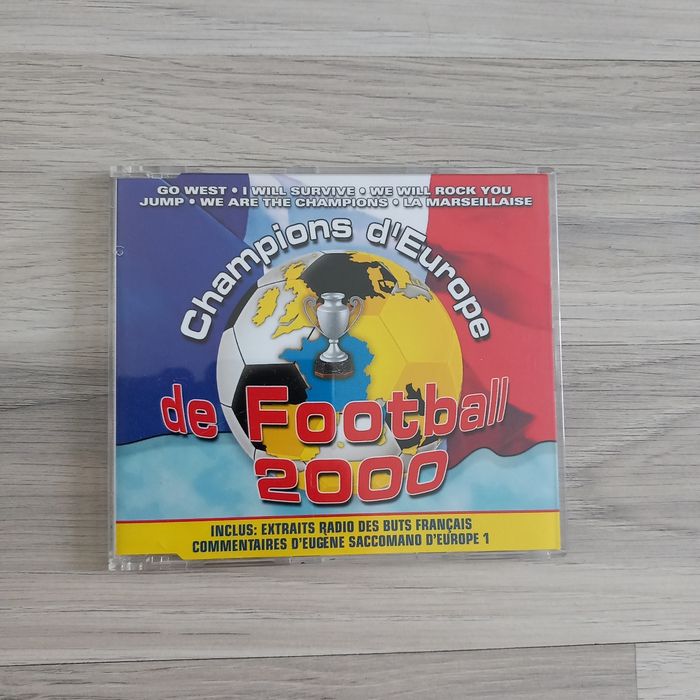 GO WEST • I WILL SURVIVE • WE WILL ROCK YOU
JUMP • WE ARE THE CHAMPIONS • LA MARSEILLAISE
Champions d'Europe
de Football
2000
INCLUS: EXTRAITS RADIO DES BUTS FRANÇAIS
COMMENTAIRES D'EUGÈNE SACCOMANO D'EUROPE 1